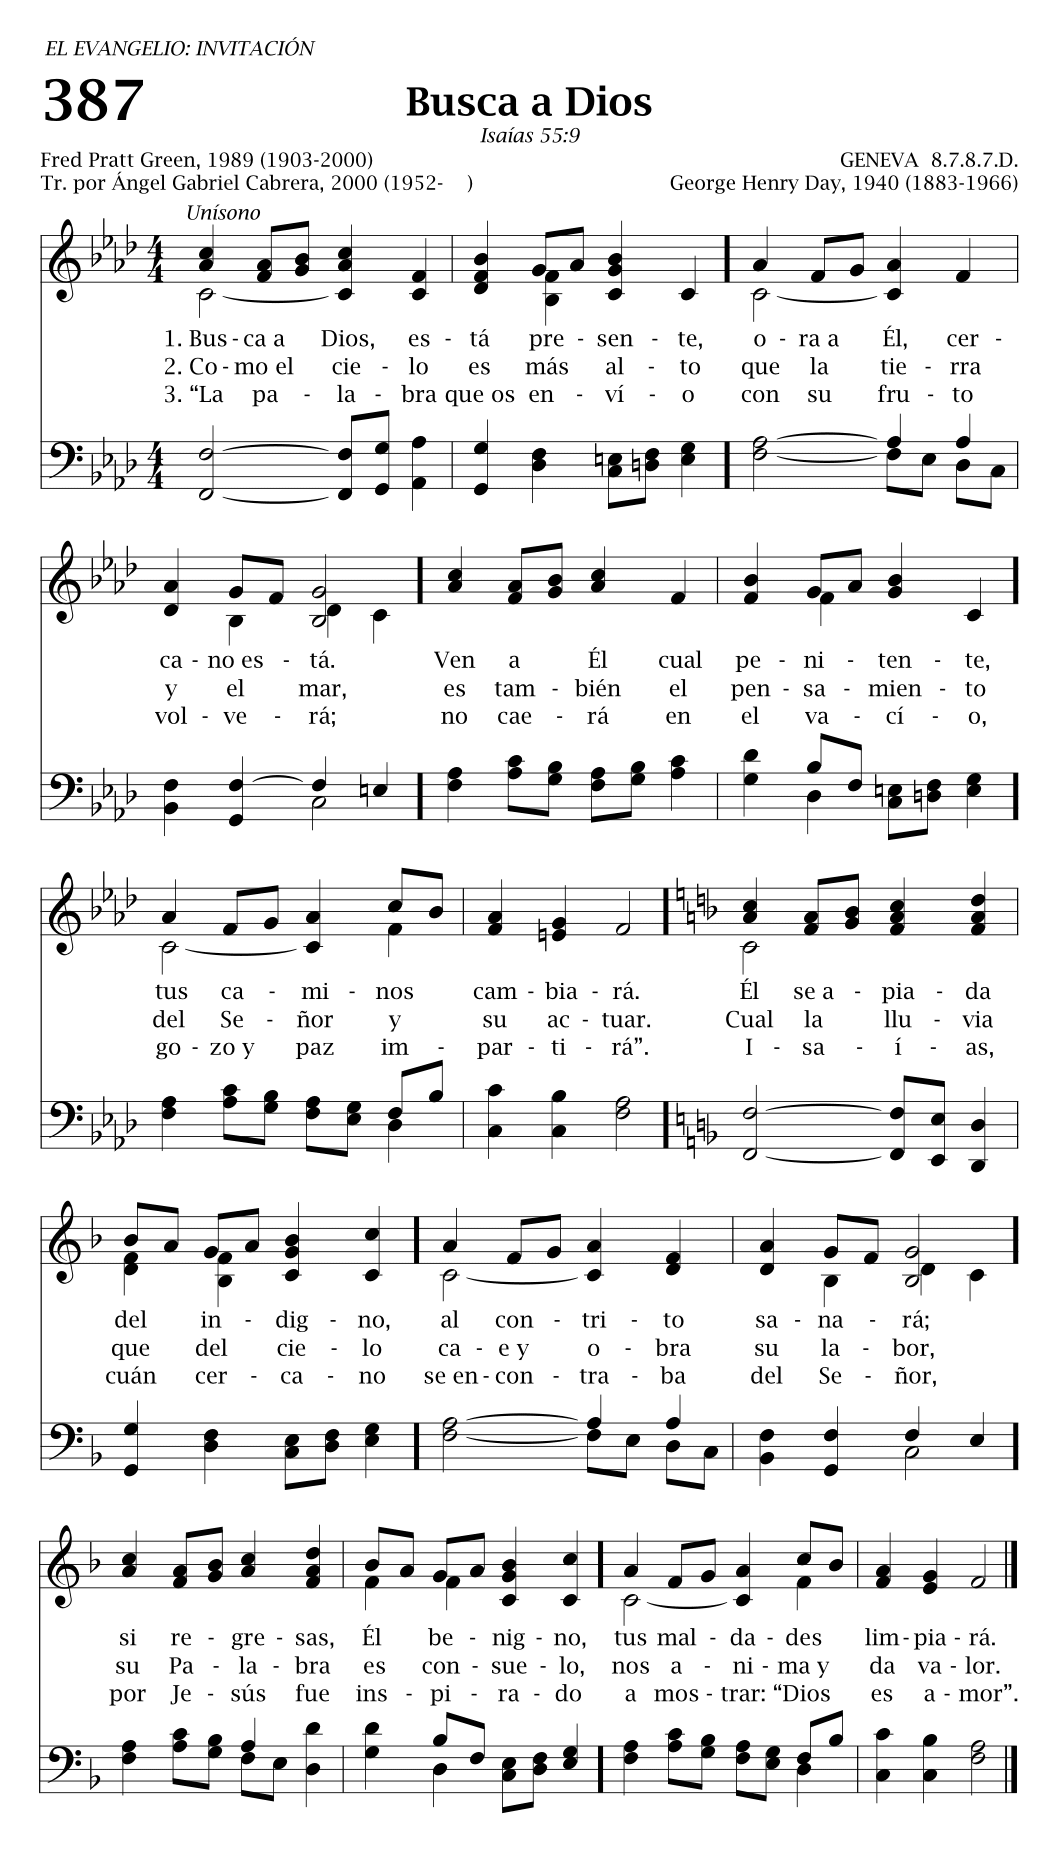 EL EVANGELIO: INVITACIÓN
387
Busca a Dios
Isaías 55:9
Fred Pratt Green, 1989 (1903-2000)
GENEVA 8.7.8.7.D.
Tr. por Ángel Gabriel Cabrera, 2000 (1952- )
George Henry Day, 1940 (1883-1966)
Unísono
1. Bus - ca a Dios, es - tá pre - sen - te, o - ra a Él, cer -
2. Co - mo el cie - lo es más al - to que la tie - rra
3. “La pa - la - bra que os en - ví - o con su fru - to
ca - no es - tá. Ven a Él cual pe - ni - ten - te,
y el mar, es tam - bién el pen - sa - mien - to
vol - ve - rá; no cae - rá en el va - cí - o,
tus ca - mi - nos cam - bia - rá. Él se a - pia - da
del Se - ñor y su ac - tuar. Cual la llu - via
go - zo y paz im - par - ti - rá”. I - sa - í - as,
del in - dig - no, al con - tri - to sa - na - rá;
que del cie - lo ca - e y o - bra su la - bor,
cuán cer - ca - no se en - con - tra - ba del Se - ñor,
si re - gre - sas, Él be - nig - no, tus mal - da - des lim - pia - rá.
su Pa - la - bra es con - sue - lo, nos a - ni - ma y da va - lor.
por Je - sús fue ins - pi - ra - do a mos - trar: “Dios es a - mor”.